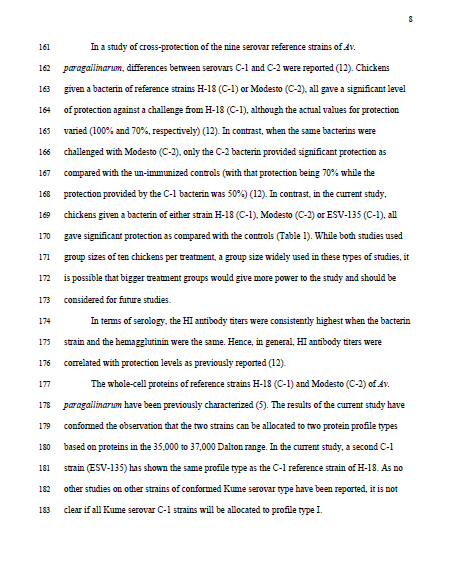 8
161 In a study of cross-protection of the nine serovar reference strains of Av.
162 paragallinarum, differences between serovars C-1 and C-2 were reported (12). Chickens
163 given a bacterin of reference strains H-18 (C-1) or Modesto (C-2), all gave a significant level
164 of protection against a challenge from H-18 (C-1), although the actual values for protection
165 varied (100% and 70%, respectively) (12). In contrast, when the same bacterins were
166 challenged with Modesto (C-2), only the C-2 bacterin provided significant protection as
167 compared with the un-immunized controls (with that protection being 70% while the
168 protection provided by the C-1 bacterin was 50%) (12). In contrast, in the current study,
169 chickens given a bacterin of either strain H-18 (C-1), Modesto (C-2) or ESV-135 (C-1), all
170 gave significant protection as compared with the controls (Table 1). While both studies used
171 group sizes of ten chickens per treatment, a group size widely used in these types of studies, it
172 is possible that bigger treatment groups would give more power to the study and should be
173 considered for future studies.
174 In terms of serology, the HI antibody titers were consistently highest when the bacterin
175 strain and the hemagglutinin were the same. Hence, in general, HI antibody titers were
176 correlated with protection levels as previously reported (12).
177 The whole-cell proteins of reference strains H-18 (C-1) and Modesto (C-2) of Av.
178 paragallinarum have been previously characterized (5). The results of the current study have
179 conformed the observation that the two strains can be allocated to two protein profile types
180 based on proteins in the 35,000 to 37,000 Dalton range. In the current study, a second C-1
181 strain (ESV-135) has shown the same profile type as the C-1 reference strain of H-18. As no
182 other studies on other strains of conformed Kume serovar type have been reported, it is not
183 clear if all Kume serovar C-1 strains will be allocated to profile type I.